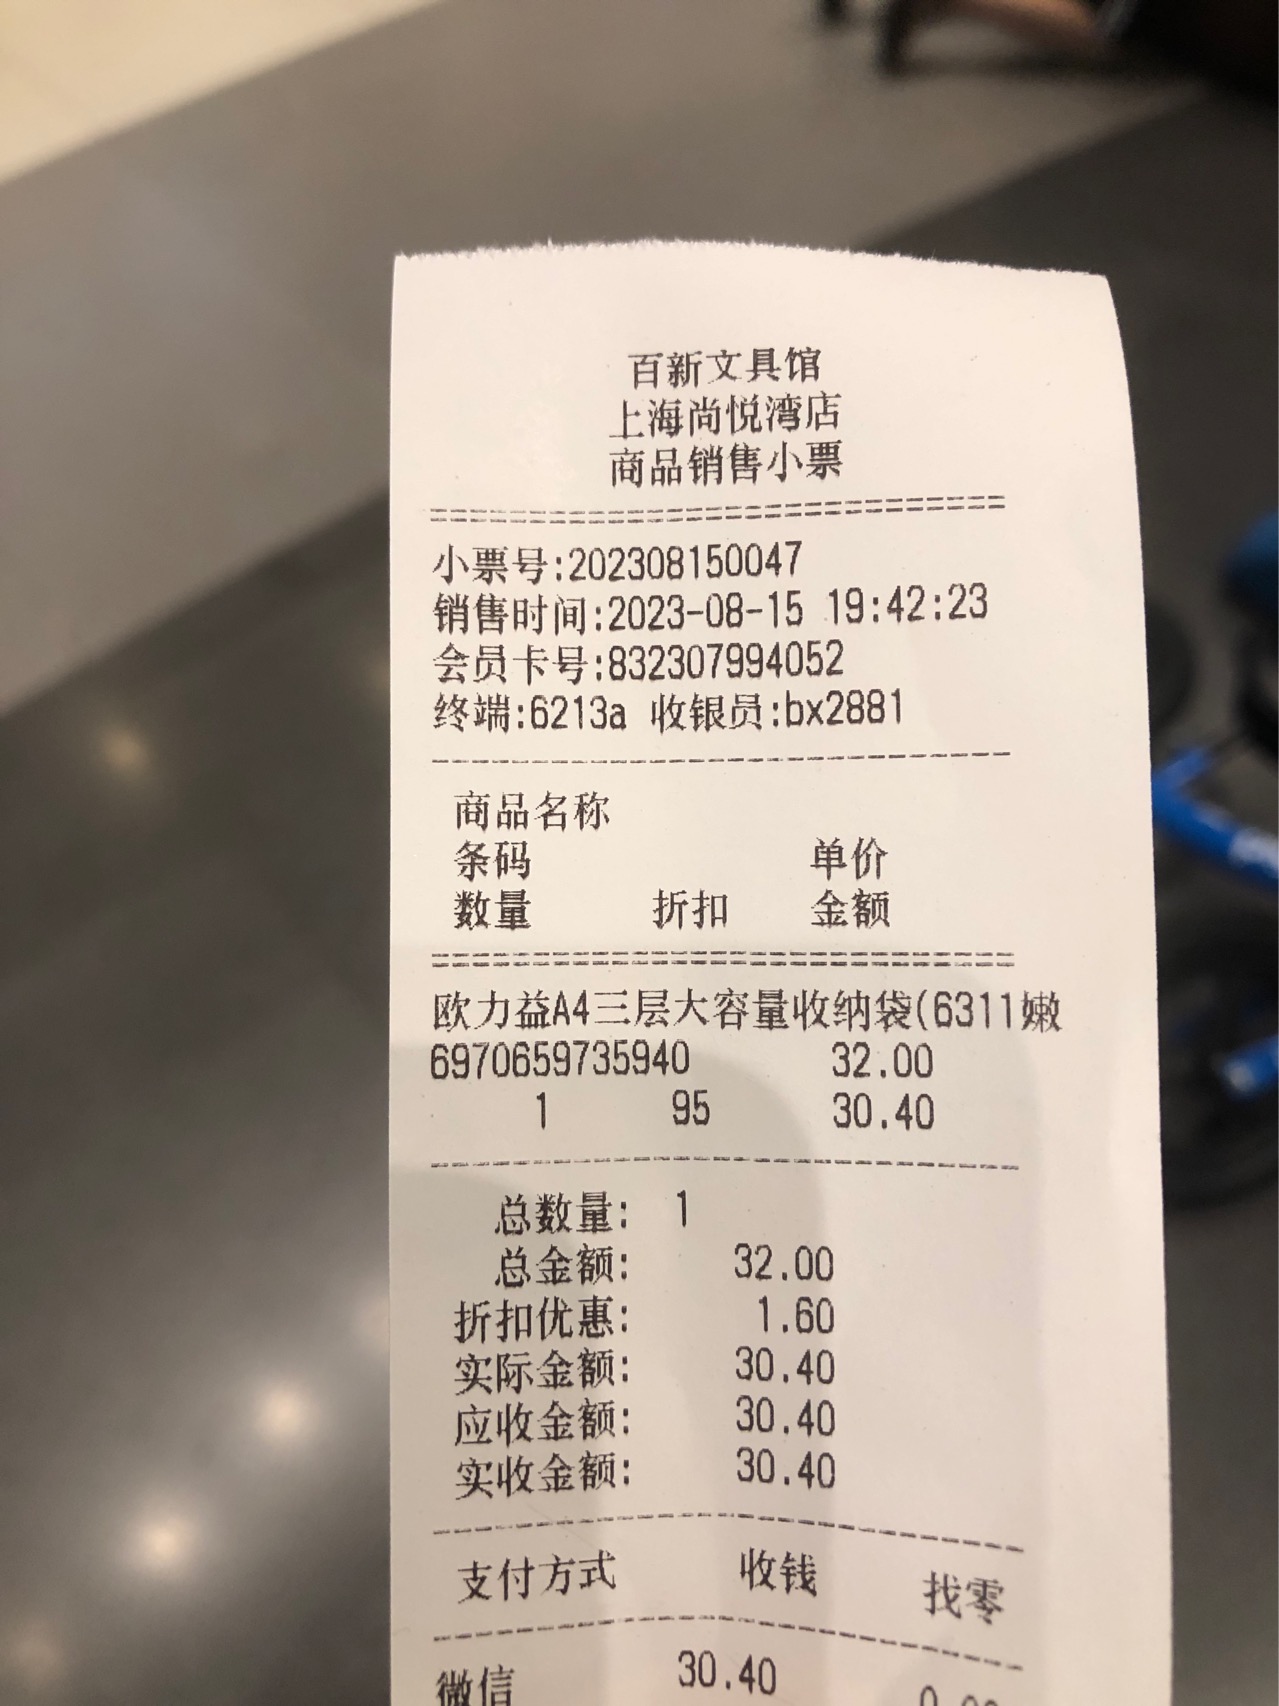 百新文具馆
上海尚悦湾店
商品销售小票
小票号:202308150047
销售时间:2023-08-15 19:42:23
会员卡号:832307994052
终端:6213a 收银员:bx2881
商品名称
条码 单价
数量 折扣 金额
欧力益A4三层大容量收纳袋(6311嫩
6970659735940 32.00
1 95 30.40
总数量: 1
总金额: 32.00
折扣优惠: 1.60
实际金额: 30.40
应收金额: 30.40
实收金额: 30.40
支付方式 收钱 找零
微信 30.40